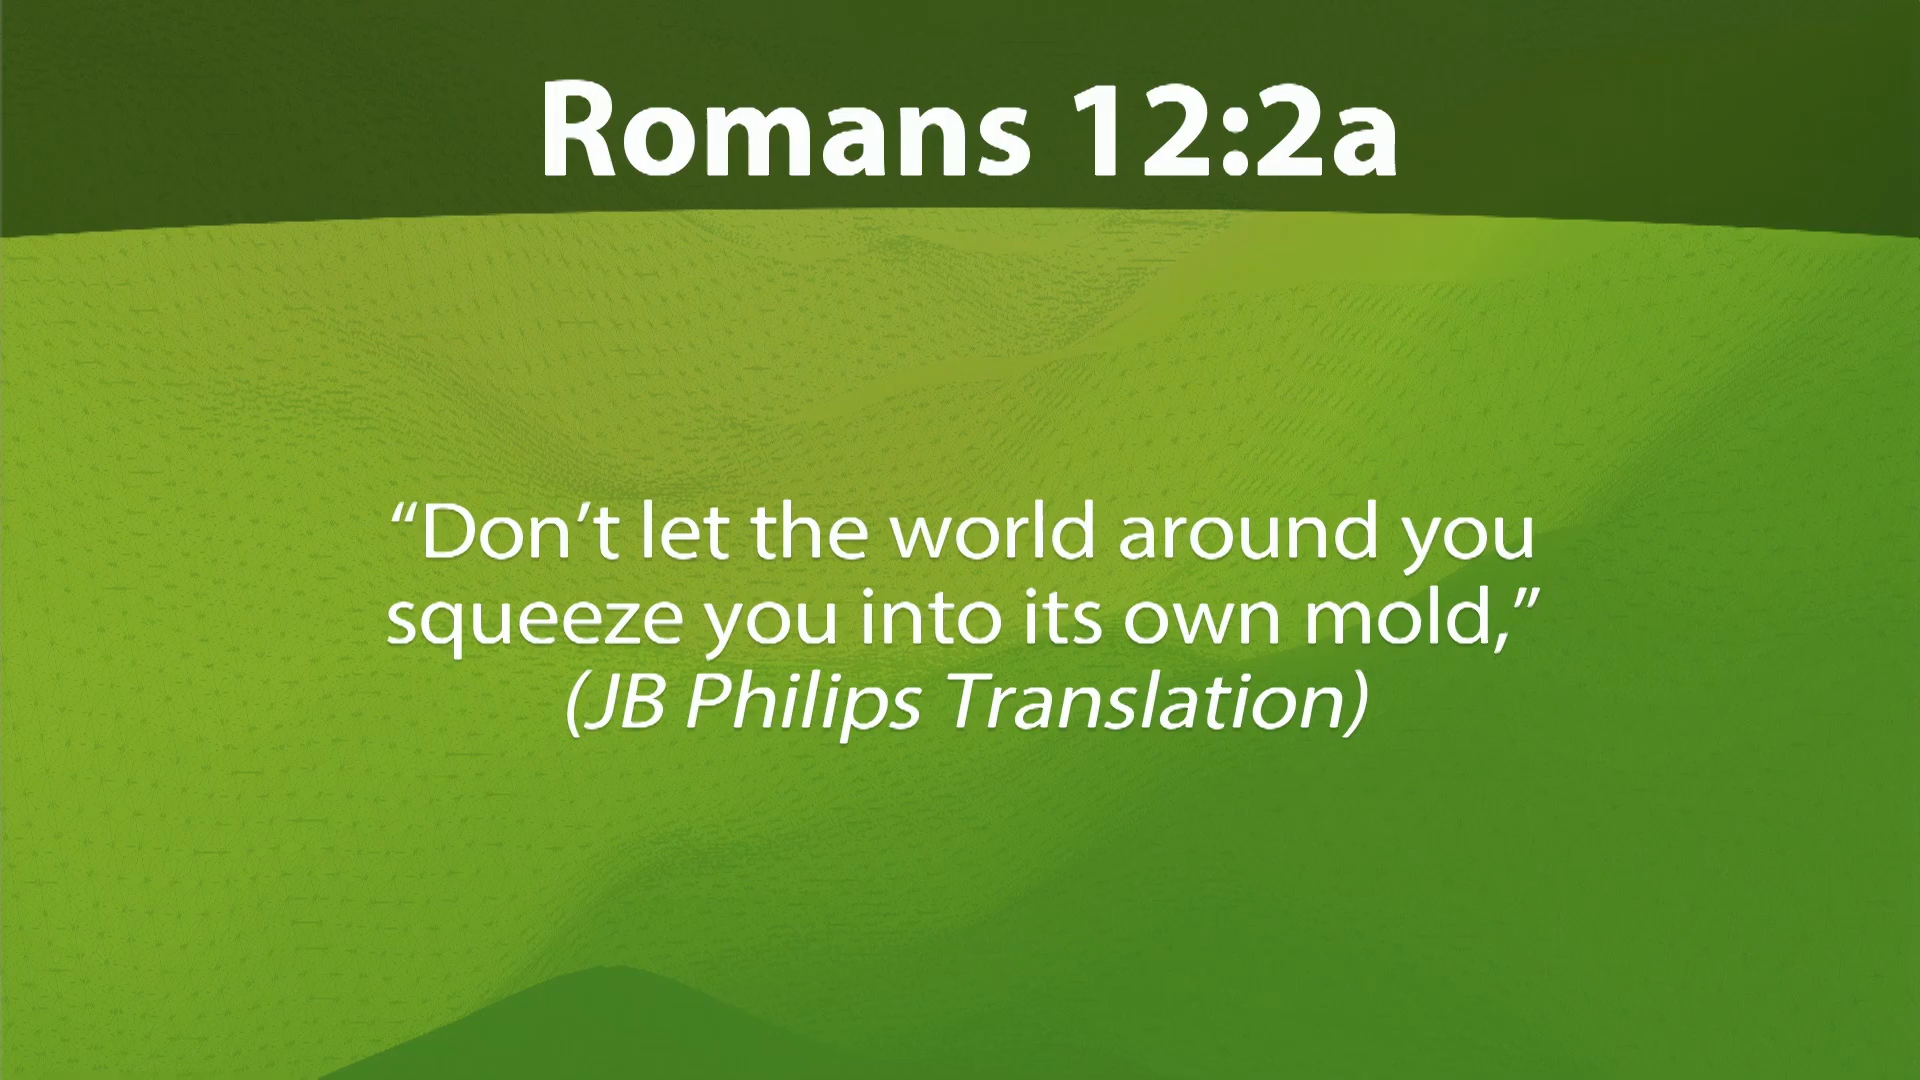 Romans 12:2a
“Don’t let the world around you
squeeze you into its own mold,”
(JB Philips Translation)